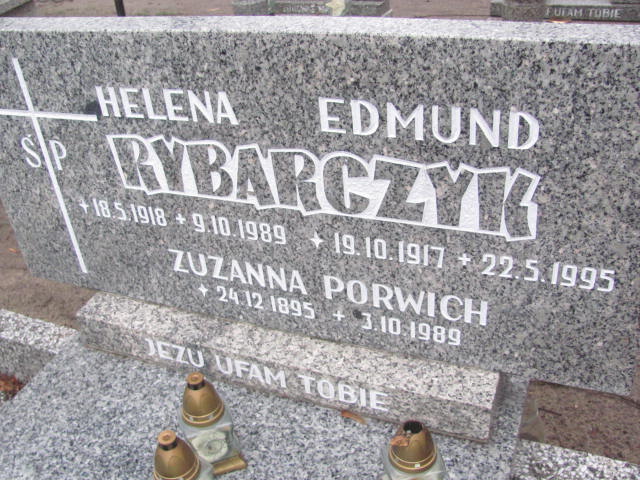 UFAM TOBIE
HELENA EDMUND
ŚP
RYBARCZYK
✦ 18.5.1918 + 9.10.1989 ✦ 19.10.1917 + 22.5.1995
ZUZANNA PORWICH
✦ 24.12.1895 + 3.10.1989
JEZU UFAM TOBIE